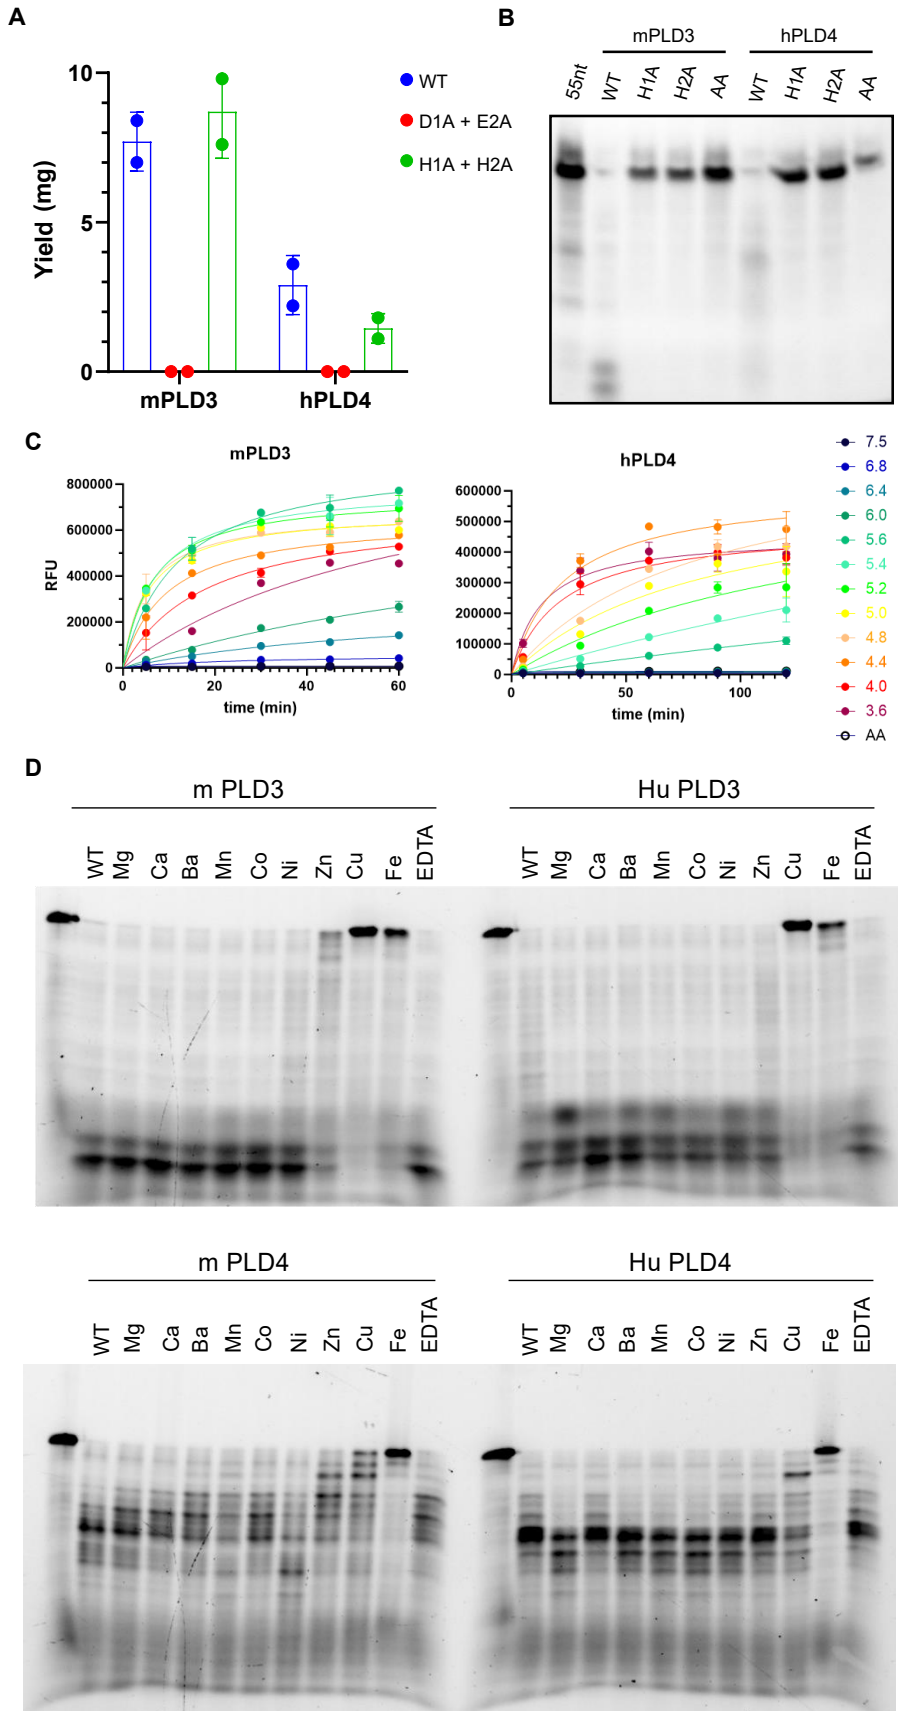 A
Yield (mg)
10
5
0
mPLD3
hPLD4
WT
D1A + E2A
H1A + H2A
B
mPLD3
hPLD4
55nt
WT
H1A
H2A
AA
WT
H1A
H2A
AA
C
mPLD3
RFU
800000
600000
400000
200000
0
0
20
40
60
time (min)
hPLD4
600000
500000
400000
300000
200000
100000
0
0
50
100
time (min)
7.5
6.8
6.4
6.0
5.6
5.4
5.2
5.0
4.8
4.4
4.0
3.6
AA
D
m PLD3
WT Mg Ca Ba Mn Co Ni Zn Cu Fe EDTA
Hu PLD3
WT Mg Ca Ba Mn Co Ni Zn Cu Fe EDTA
m PLD4
WT Mg Ca Ba Mn Co Ni Zn Cu Fe EDTA
Hu PLD4
WT Mg Ca Ba Mn Co Ni Zn Cu Fe EDTA